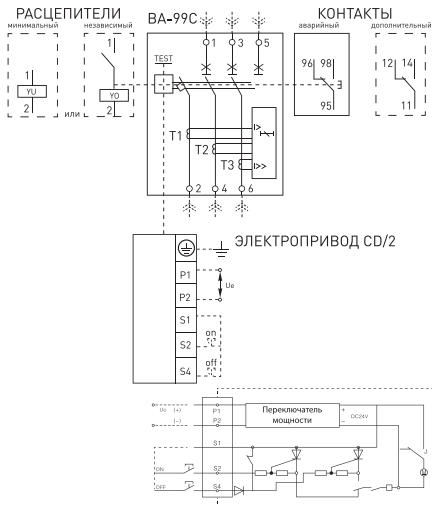 РАСЦЕПИТЕЛИ ВА-99С КОНТАКТЫ
минимальный независимый аварийный дополнительный
1 3 5
1
TEST
96 98 12 14
1
YU YO
2 или 2
95 11
T1
I>
T2
T3
I>>
2 4 6
ЭЛЕКТРОПРИВОД CD/2
P1
Ue
P2
S1
on
S2
off
S4
Uo (+) P1 Переключатель мощности + DC24V
(−) P2 −
S1
J
ON S2
M
OFF S4